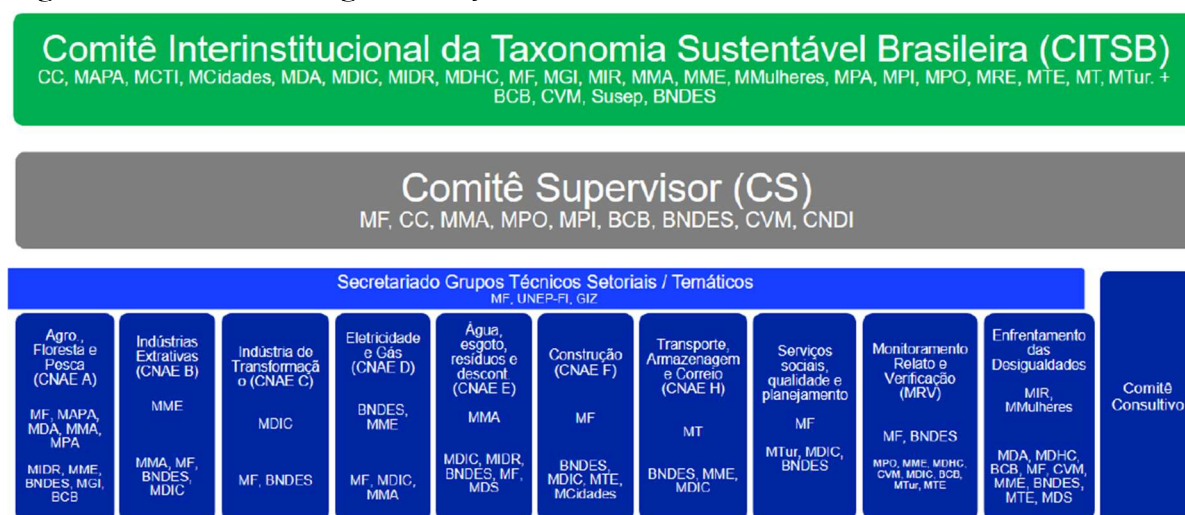 Comitê Interinstitucional da Taxonomia Sustentável Brasileira (CITSB)
CC, MAPA, MCTI, MCidades, MDA, MDIC, MIDR, MDHC, MF, MGI, MIR, MMA, MME, MMulheres, MPA, MPI, MPO, MRE, MTE, MT, MTur. +
BCB, CVM, Susep, BNDES
Comitê Supervisor (CS)
MF, CC, MMA, MPO, MPI, BCB, BNDES, CVM, CNDI
Secretariado Grupos Técnicos Setoriais / Temáticos
MF, UNEP-FI, GIZ
Agro,
Floresta e
Pesca
(CNAE A)
MF, MAPA,
MDA, MMA,
MPA
MIDR, MME,
BNDES, MGI,
BCB
Indústrias
Extrativas
(CNAE B)
MME
MMA, MF,
BNDES,
MDIC
Indústria de
Transformaçã
o (CNAE C)
MDIC
MF, BNDES
Eletricidade
e Gás
(CNAE D)
BNDES,
MME
MF, MDIC,
MMA
Água,
esgoto,
resíduos e
descont
(CNAE E)
MMA
MDIC, MIDR,
BNDES, MF,
MDS
Construção
(CNAE F)
MF
BNDES,
MDIC, MTE,
MCidades
Transporte,
Armazenagem
e Correio
(CNAE H)
MT
BNDES, MME,
MDIC
Serviços
sociais,
qualidade e
planejamento
MF
MTur, MDIC,
BNDES
Monitoramento
Relato e
Verificação
(MRV)
MF, BNDES
MPO, MME, MDHC,
CVM, MDIC, BCB,
MTur, MTE
Enfrentamento
das
Desigualdades
MIR,
MMulheres
MDA, MDHC,
BCB, MF, CVM,
MME, BNDES,
MTE, MDS
Comitê
Consultivo